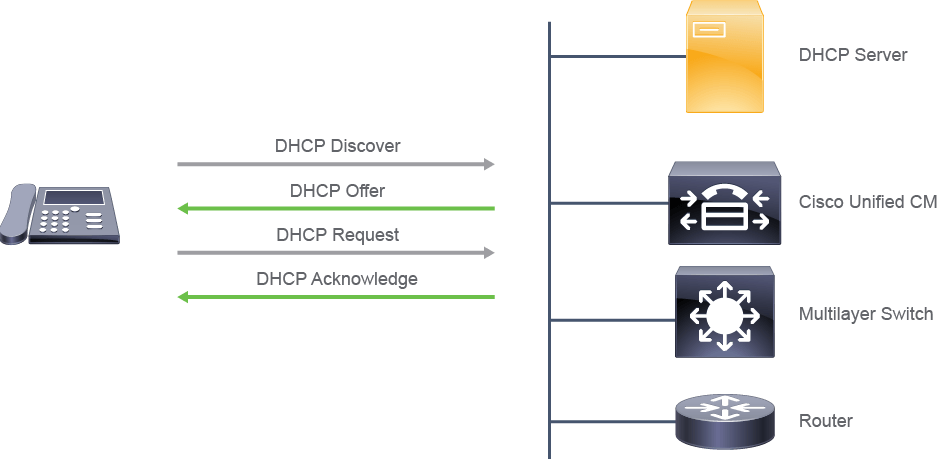 DHCP Server
DHCP Discover
DHCP Offer
Cisco Unified CM
DHCP Request
DHCP Acknowledge
Multilayer Switch
Router